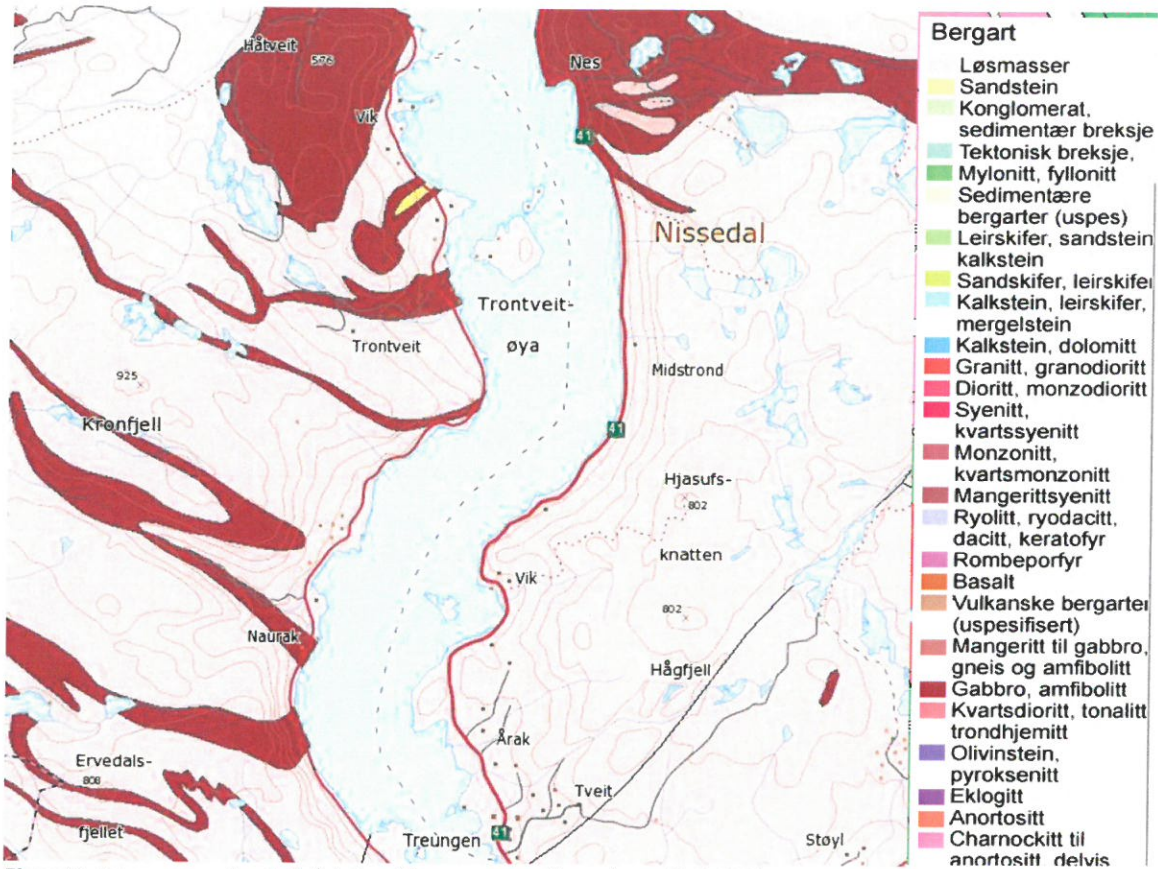 Håtveit
576
Nes
Vik
41
Nissedal
Trontveit-
øya
Trontveit
Midstrond
925
Kronfjell
41
Hjasufs-
802
knatten
Vik
802
Naurak
Hågfjell
Årak
Ervedals-
808
fjellet
Tveit
Treungen
41
Støyl
Bergart
Løsmasser
Sandstein
Konglomerat,
sedimentær breksje
Tektonisk breksje,
Mylonitt, fyllonitt
Sedimentære
bergarter (uspes)
Leirskifer, sandstein
kalkstein
Sandskifer, leirskifer
Kalkstein, leirskifer,
mergelstein
Kalkstein, dolomitt
Granitt, granodioritt
Dioritt, monzodioritt
Syenitt,
kvartssyenitt
Monzonitt,
kvartsmonzonitt
Mangerittsyenitt
Ryolitt, ryodacitt,
dacitt, keratofyr
Rombeporfyr
Basalt
Vulkanske bergarter
(uspesifisert)
Mangeritt til gabbro,
gneis og amfibolitt
Gabbro, amfibolitt
Kvartsdioritt, tonalitt
trondhjemitt
Olivinstein,
pyroksenitt
Eklogitt
Anortositt
Charnockitt til
anortositt, delvis